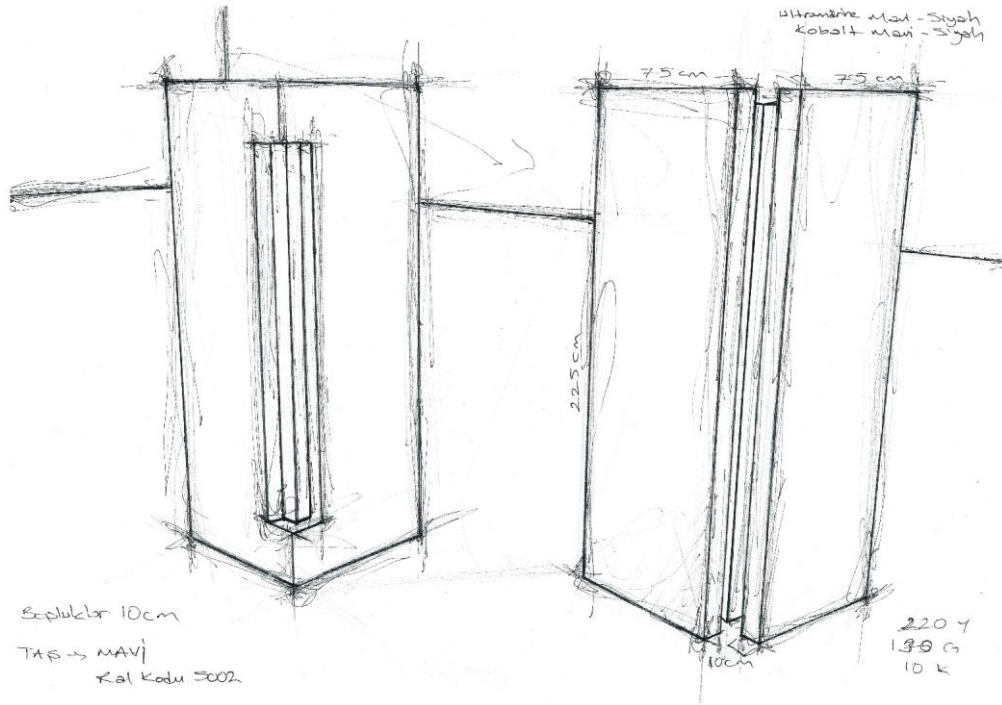 Ultramarine Mavi - Siyah
Kobalt Mavi - Siyah
75 cm
75 cm
225 cm
Boşluklar 10cm
TAŞ → MAVİ
Ral Kodu 5002
10cm
220 Y
G
10 K